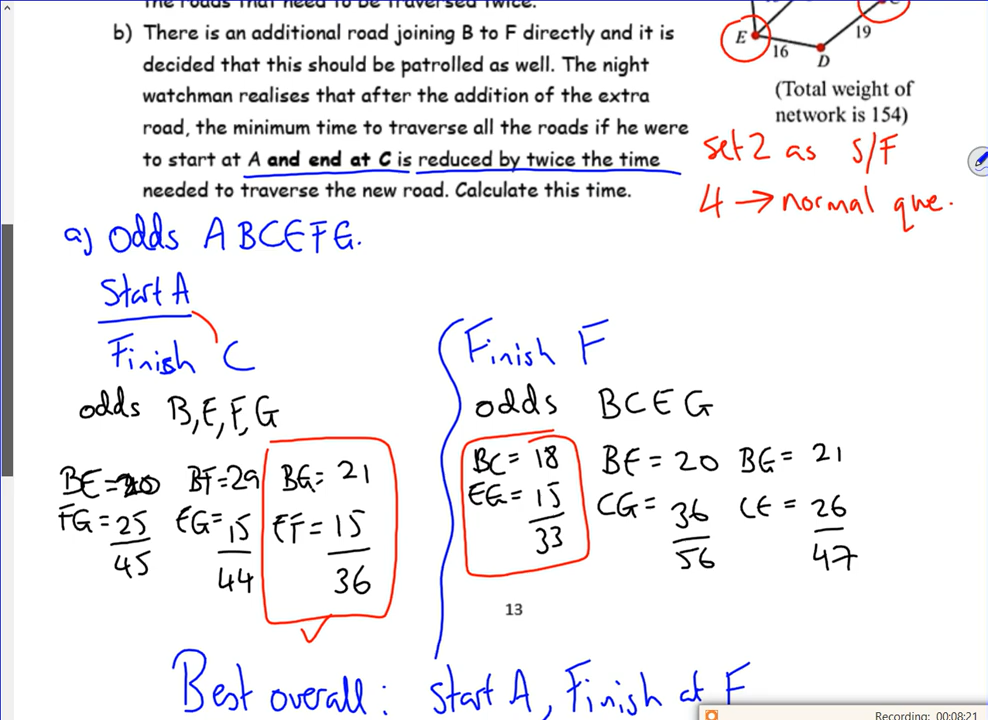 b) There is an additional road joining B to F directly and it is
decided that this should be patrolled as well. The night
watchman realises that after the addition of the extra
road, the minimum time to traverse all the roads if he were
to start at A and end at C is reduced by twice the time
needed to traverse the new road. Calculate this time.
E
16
D
19
(Total weight of
network is 154)
set 2 as S/F
4 → normal que.
a) Odds A B C E F G.
Start A
Finish C
odds B, E, F, G
BE = 20 BF = 29 BG = 21
FG = 25 EG = 15 EF = 15
45 44 36
Finish F
odds B C E G
BC = 18 BE = 20 BG = 21
EG = 15 CG = 36 CE = 26
33 56 47
13
Best overall: Start A, Finish at F
Recording: 00:08:21